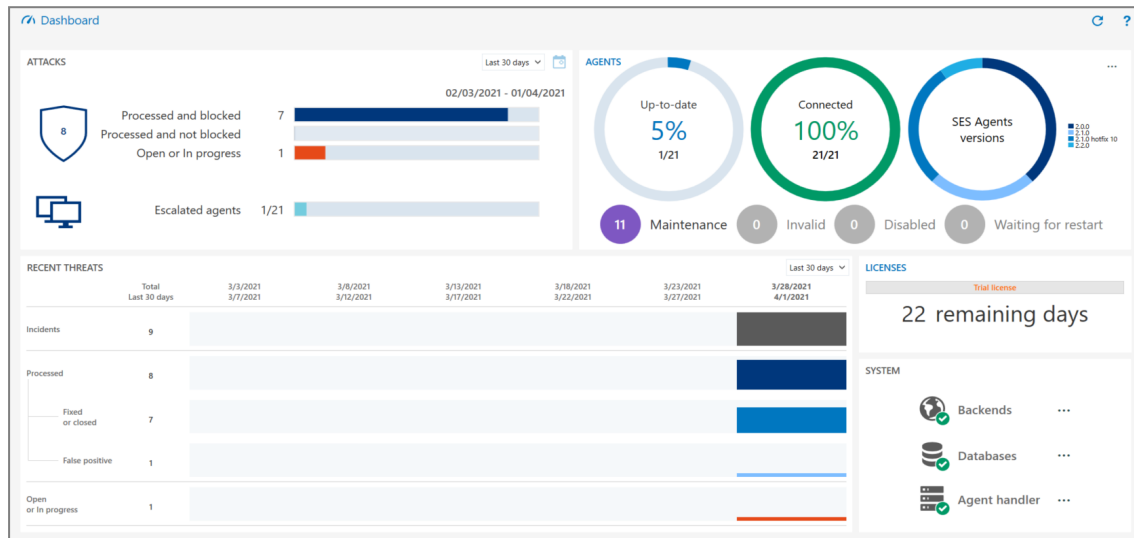 Dashboard
?
ATTACKS
Last 30 days
02/03/2021 - 01/04/2021
8
Processed and blocked 7
Processed and not blocked
Open or In progress 1
Escalated agents 1/21
AGENTS
...
Up-to-date
5%
1/21
Connected
100%
21/21
SES Agents
versions
2.0.0
2.1.0
2.1.0 hotfix 10
2.2.0
11 Maintenance 0 Invalid 0 Disabled 0 Waiting for restart
RECENT THREATS
Last 30 days
Total 3/3/2021 3/8/2021 3/13/2021 3/18/2021 3/23/2021 3/28/2021
Last 30 days 3/7/2021 3/12/2021 3/17/2021 3/22/2021 3/27/2021 4/1/2021
Incidents 9
Processed 8
Fixed
or closed 7
False positive 1
Open
or In progress 1
LICENSES
Trial license
22 remaining days
SYSTEM
Backends ...
Databases ...
Agent handler ...